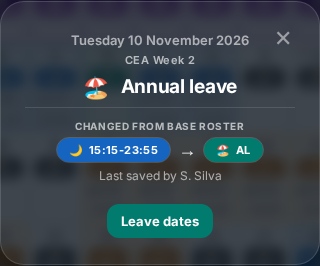 Tuesday 10 November 2026
CEA Week 2
🏖️ Annual leave
CHANGED FROM BASE ROSTER
🌙 15:15-23:55 → 🏖️ AL
Last saved by S. Silva
Leave dates